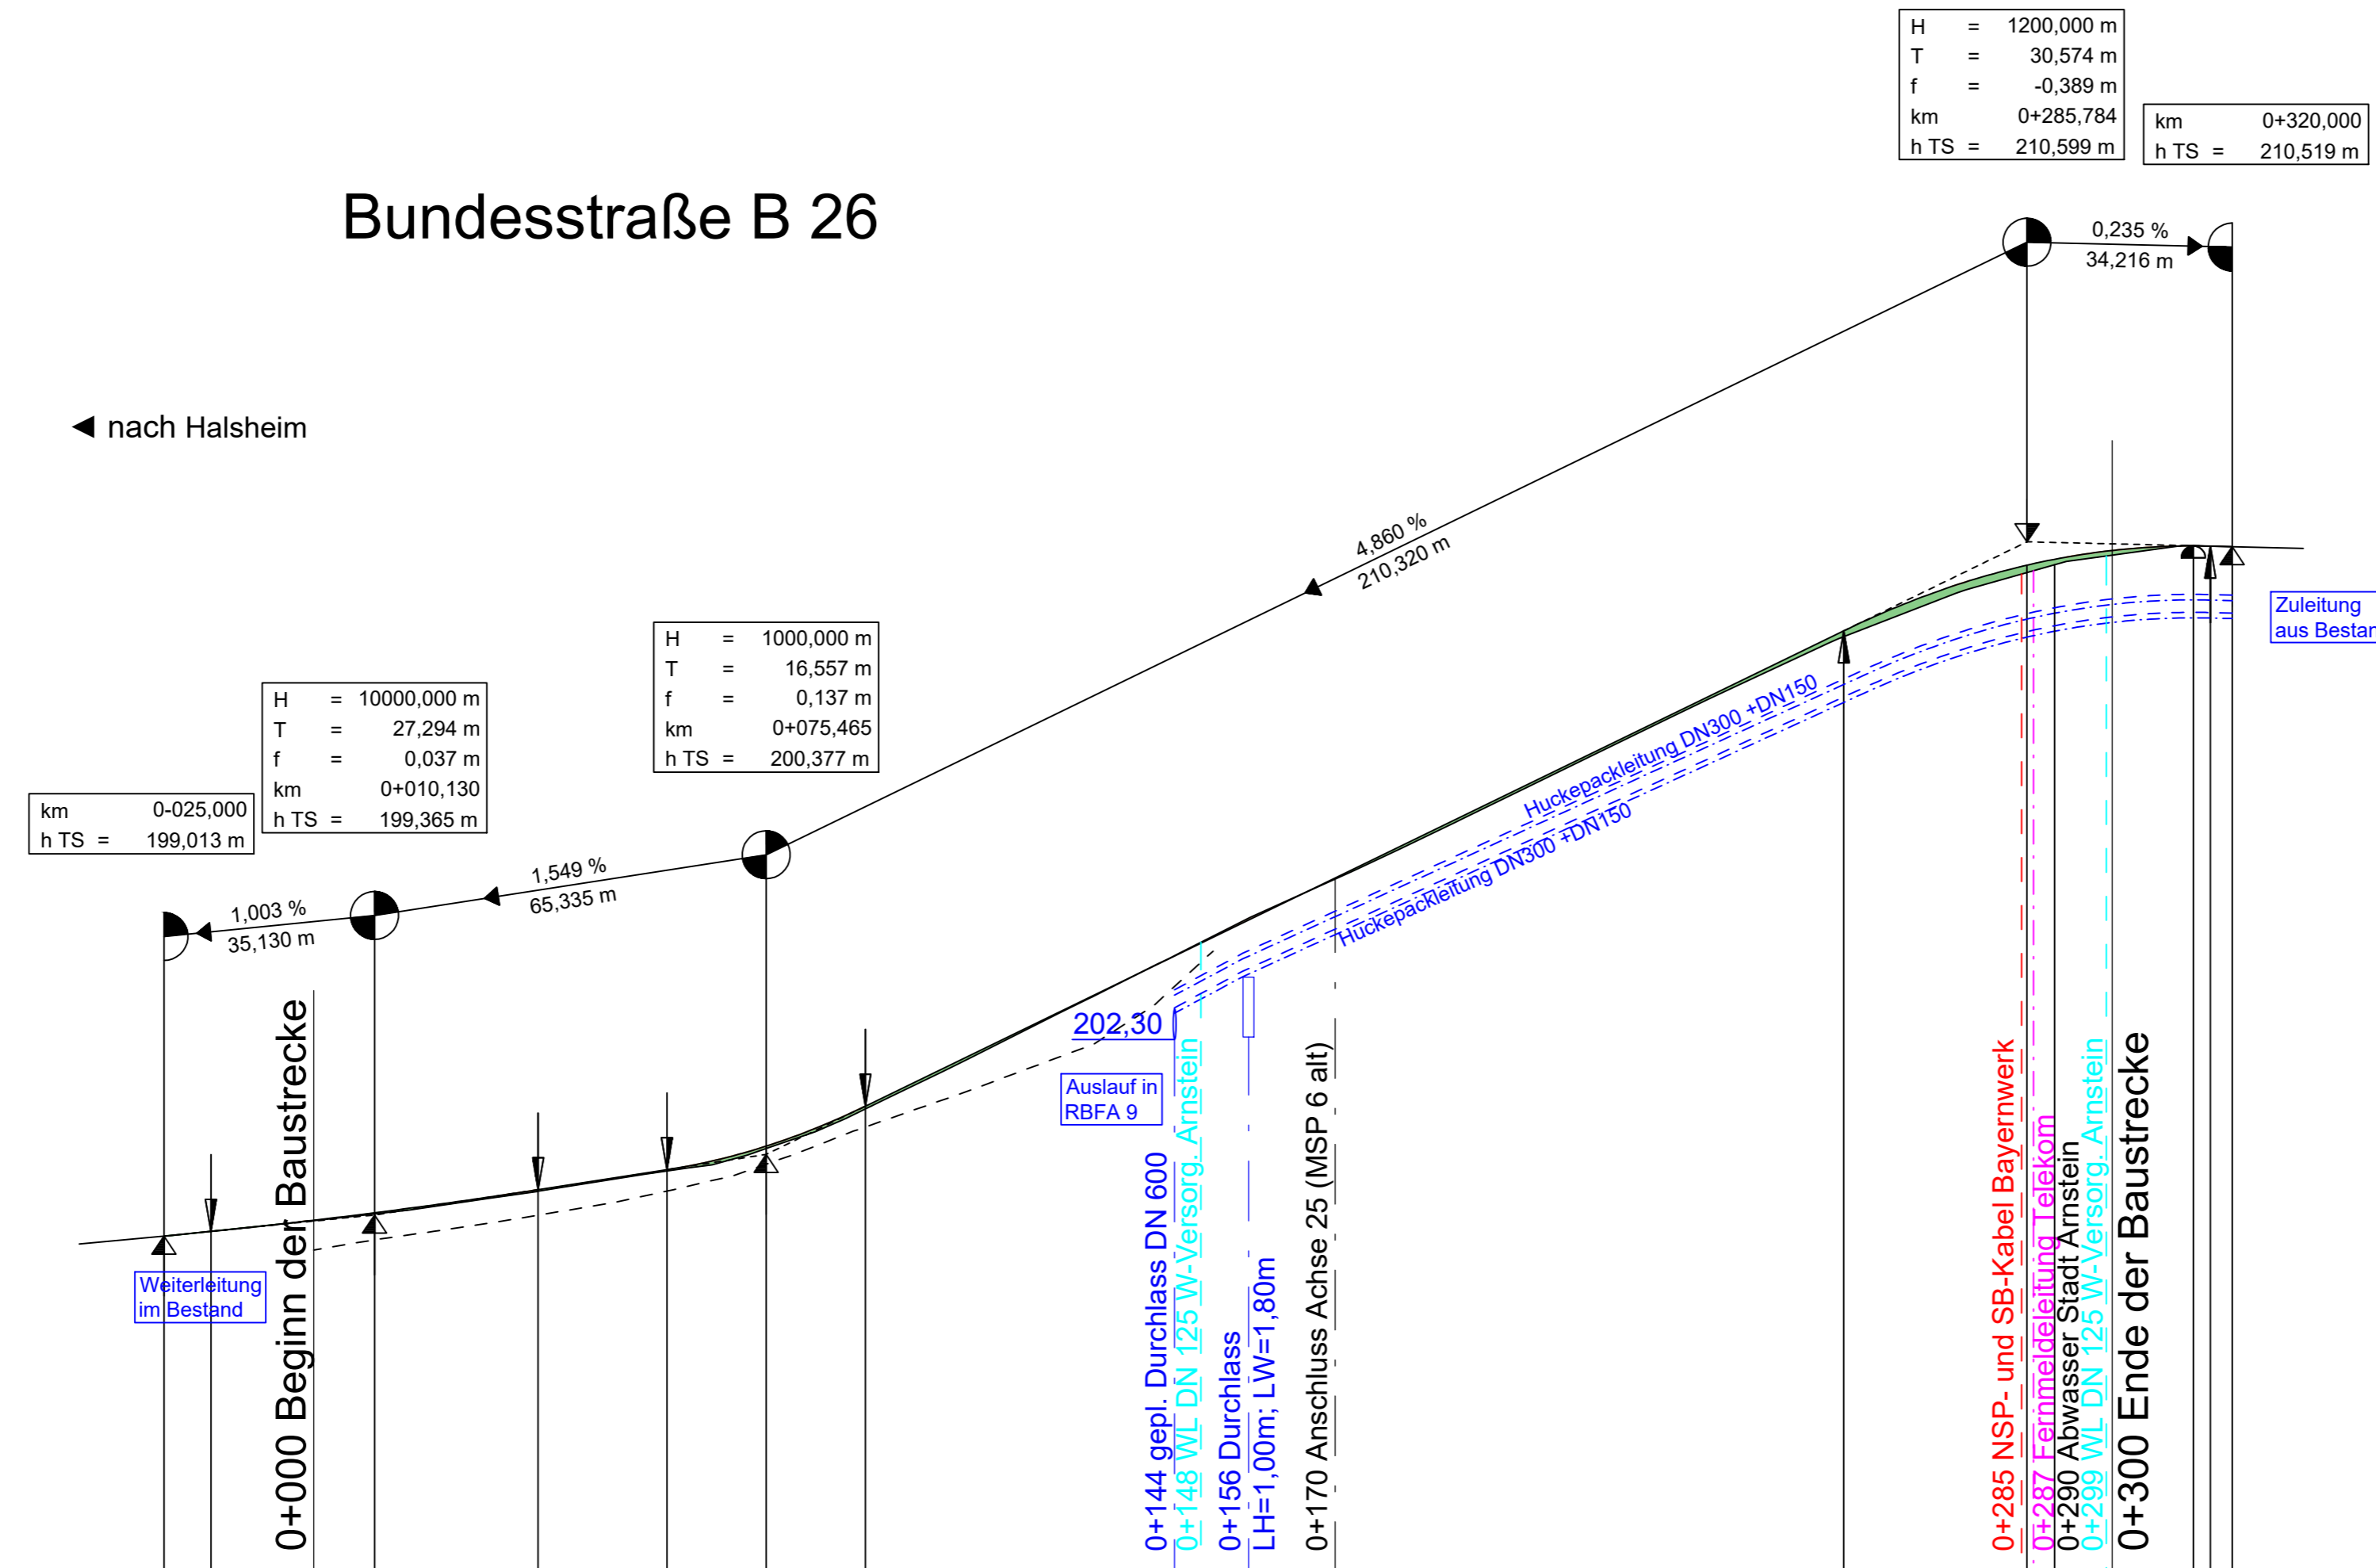 H = 1200,000 m
T = 30,574 m
f = -0,389 m
km 0+285,784
h TS = 210,599 m
km 0+320,000
h TS = 210,519 m
Bundesstraße B 26
0,235 %
34,216 m
nach Halsheim
4,860 %
210,320 m
Zuleitung
aus Bestan
H = 1000,000 m
T = 16,557 m
f = 0,137 m
km 0+075,465
h TS = 200,377 m
H = 10000,000 m
T = 27,294 m
f = 0,037 m
km 0+010,130
h TS = 199,365 m
km 0-025,000
h TS = 199,013 m
1,549 %
65,335 m
1,003 %
35,130 m
Huckepackleitung DN300 +DN150
Huckepackleitung DN300 +DN150
202,30
Auslauf in
RBFA 9
Weiterleitung
im Bestand
0+000 Beginn der Baustrecke
0+144 gepl. Durchlass DN 600
0+148 WL DN 125 W-Versorg. Arnstein
0+156 Durchlass
LH=1,00m; LW=1,80m
0+170 Anschluss Achse 25 (MSP 6 alt)
0+285 NSP- und SB-Kabel Bayernwerk
0+287 Fernmeldeleitung Telekom
0+290 Abwasser Stadt Arnstein
0+299 WL DN 125 W-Versorg. Arnstein
0+300 Ende der Baustrecke